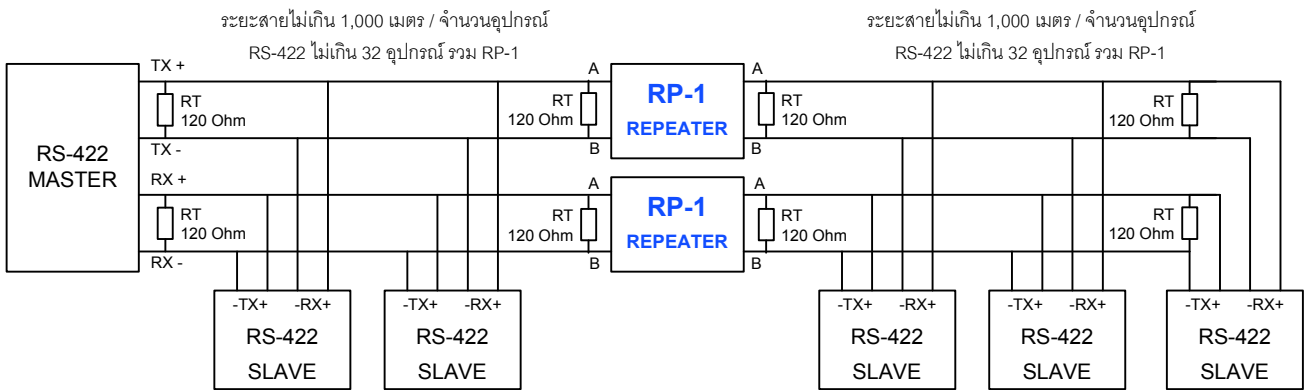 ระยะสายไม่เกิน 1,000 เมตร / จำนวนอุปกรณ์
RS-422 ไม่เกิน 32 อุปกรณ์ รวม RP-1
ระยะสายไม่เกิน 1,000 เมตร / จำนวนอุปกรณ์
RS-422 ไม่เกิน 32 อุปกรณ์ รวม RP-1
RS-422
MASTER
TX +
TX -
RX +
RX -
RT
120 Ohm
RT
120 Ohm
RT
120 Ohm
RT
120 Ohm
A
B
A
B
RP-1
REPEATER
RP-1
REPEATER
A
B
A
B
RT
120 Ohm
RT
120 Ohm
RT
120 Ohm
RT
120 Ohm
-TX+ -RX+
RS-422
SLAVE
-TX+ -RX+
RS-422
SLAVE
-TX+ -RX+
RS-422
SLAVE
-TX+ -RX+
RS-422
SLAVE
-TX+ -RX+
RS-422
SLAVE